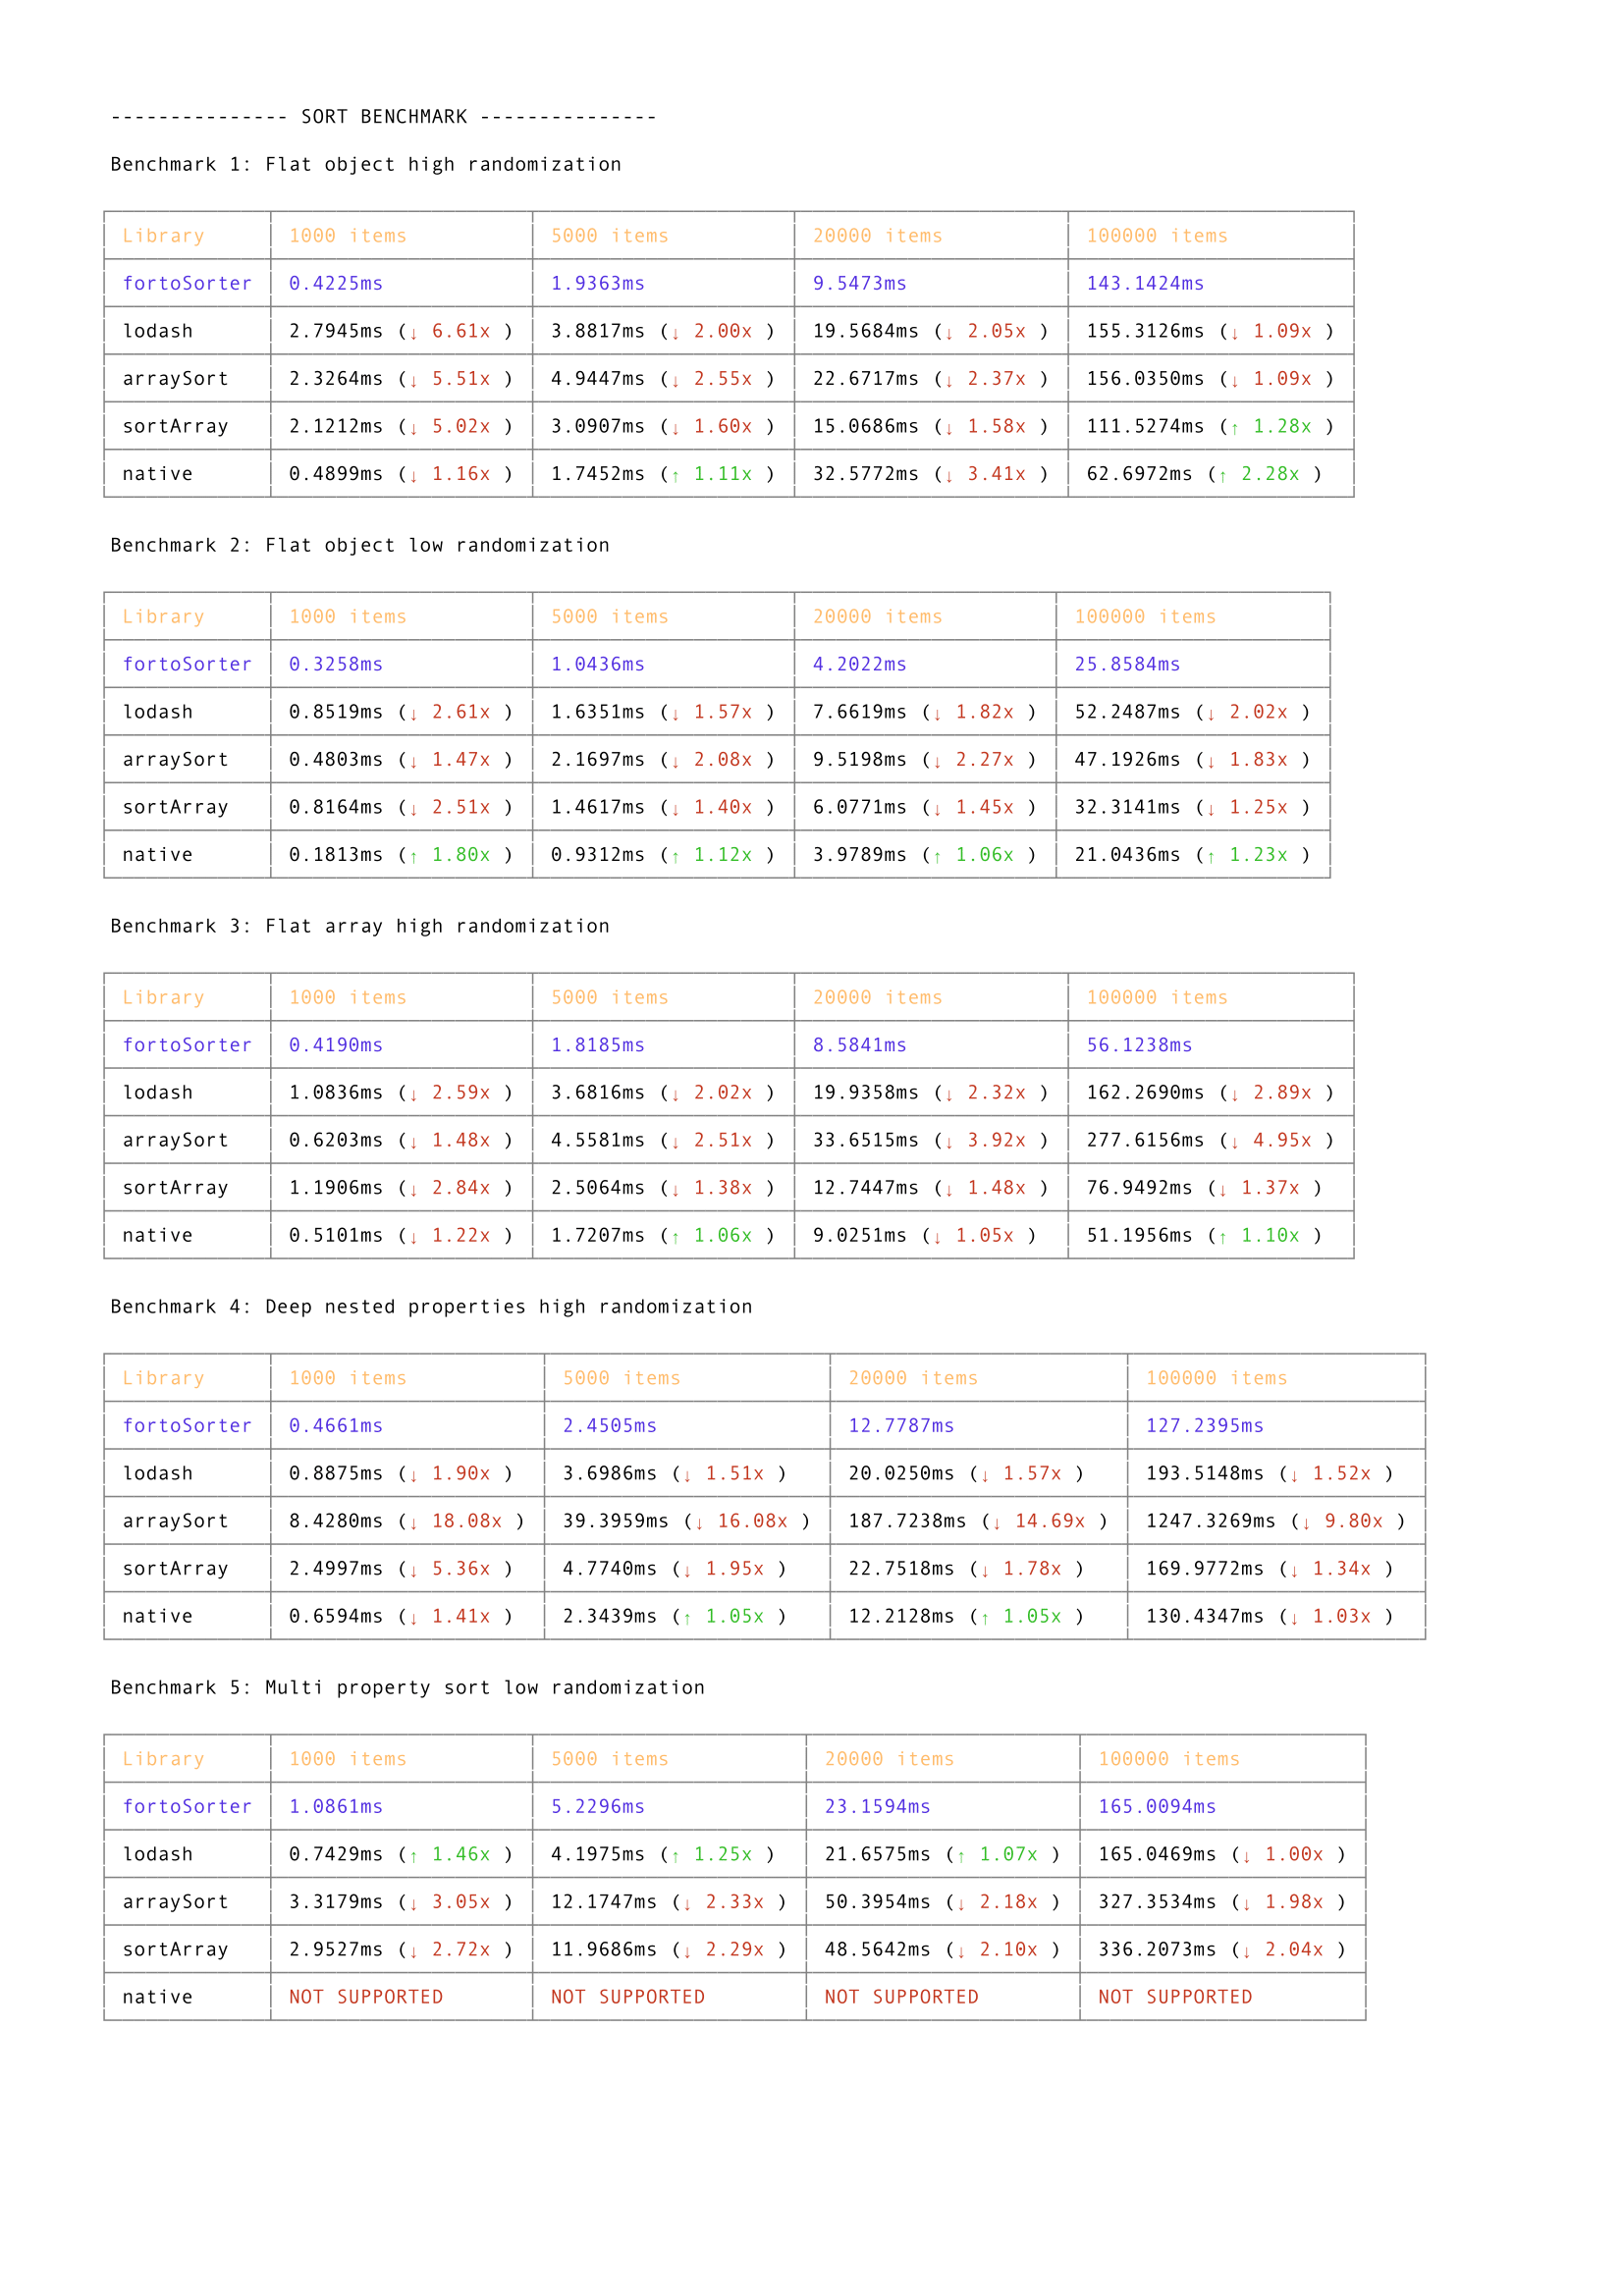 --------------- SORT BENCHMARK ---------------
Benchmark 1: Flat object high randomization
Library 1000 items 5000 items 20000 items 100000 items
fortoSorter 0.4225ms 1.9363ms 9.5473ms 143.1424ms
lodash 2.7945ms (↓ 6.61x ) 3.8817ms (↓ 2.00x ) 19.5684ms (↓ 2.05x ) 155.3126ms (↓ 1.09x )
arraySort 2.3264ms (↓ 5.51x ) 4.9447ms (↓ 2.55x ) 22.6717ms (↓ 2.37x ) 156.0350ms (↓ 1.09x )
sortArray 2.1212ms (↓ 5.02x ) 3.0907ms (↓ 1.60x ) 15.0686ms (↓ 1.58x ) 111.5274ms (↑ 1.28x )
native 0.4899ms (↓ 1.16x ) 1.7452ms (↑ 1.11x ) 32.5772ms (↓ 3.41x ) 62.6972ms (↑ 2.28x )
Benchmark 2: Flat object low randomization
Library 1000 items 5000 items 20000 items 100000 items
fortoSorter 0.3258ms 1.0436ms 4.2022ms 25.8584ms
lodash 0.8519ms (↓ 2.61x ) 1.6351ms (↓ 1.57x ) 7.6619ms (↓ 1.82x ) 52.2487ms (↓ 2.02x )
arraySort 0.4803ms (↓ 1.47x ) 2.1697ms (↓ 2.08x ) 9.5198ms (↓ 2.27x ) 47.1926ms (↓ 1.83x )
sortArray 0.8164ms (↓ 2.51x ) 1.4617ms (↓ 1.40x ) 6.0771ms (↓ 1.45x ) 32.3141ms (↓ 1.25x )
native 0.1813ms (↑ 1.80x ) 0.9312ms (↑ 1.12x ) 3.9789ms (↑ 1.06x ) 21.0436ms (↑ 1.23x )
Benchmark 3: Flat array high randomization
Library 1000 items 5000 items 20000 items 100000 items
fortoSorter 0.4190ms 1.8185ms 8.5841ms 56.1238ms
lodash 1.0836ms (↓ 2.59x ) 3.6816ms (↓ 2.02x ) 19.9358ms (↓ 2.32x ) 162.2690ms (↓ 2.89x )
arraySort 0.6203ms (↓ 1.48x ) 4.5581ms (↓ 2.51x ) 33.6515ms (↓ 3.92x ) 277.6156ms (↓ 4.95x )
sortArray 1.1906ms (↓ 2.84x ) 2.5064ms (↓ 1.38x ) 12.7447ms (↓ 1.48x ) 76.9492ms (↓ 1.37x )
native 0.5101ms (↓ 1.22x ) 1.7207ms (↑ 1.06x ) 9.0251ms (↓ 1.05x ) 51.1956ms (↑ 1.10x )
Benchmark 4: Deep nested properties high randomization
Library 1000 items 5000 items 20000 items 100000 items
fortoSorter 0.4661ms 2.4505ms 12.7787ms 127.2395ms
lodash 0.8875ms (↓ 1.90x ) 3.6986ms (↓ 1.51x ) 20.0250ms (↓ 1.57x ) 193.5148ms (↓ 1.52x )
arraySort 8.4280ms (↓ 18.08x ) 39.3959ms (↓ 16.08x ) 187.7238ms (↓ 14.69x ) 1247.3269ms (↓ 9.80x )
sortArray 2.4997ms (↓ 5.36x ) 4.7740ms (↓ 1.95x ) 22.7518ms (↓ 1.78x ) 169.9772ms (↓ 1.34x )
native 0.6594ms (↓ 1.41x ) 2.3439ms (↑ 1.05x ) 12.2128ms (↑ 1.05x ) 130.4347ms (↓ 1.03x )
Benchmark 5: Multi property sort low randomization
Library 1000 items 5000 items 20000 items 100000 items
fortoSorter 1.0861ms 5.2296ms 23.1594ms 165.0094ms
lodash 0.7429ms (↑ 1.46x ) 4.1975ms (↑ 1.25x ) 21.6575ms (↑ 1.07x ) 165.0469ms (↓ 1.00x )
arraySort 3.3179ms (↓ 3.05x ) 12.1747ms (↓ 2.33x ) 50.3954ms (↓ 2.18x ) 327.3534ms (↓ 1.98x )
sortArray 2.9527ms (↓ 2.72x ) 11.9686ms (↓ 2.29x ) 48.5642ms (↓ 2.10x ) 336.2073ms (↓ 2.04x )
native NOT SUPPORTED NOT SUPPORTED NOT SUPPORTED NOT SUPPORTED